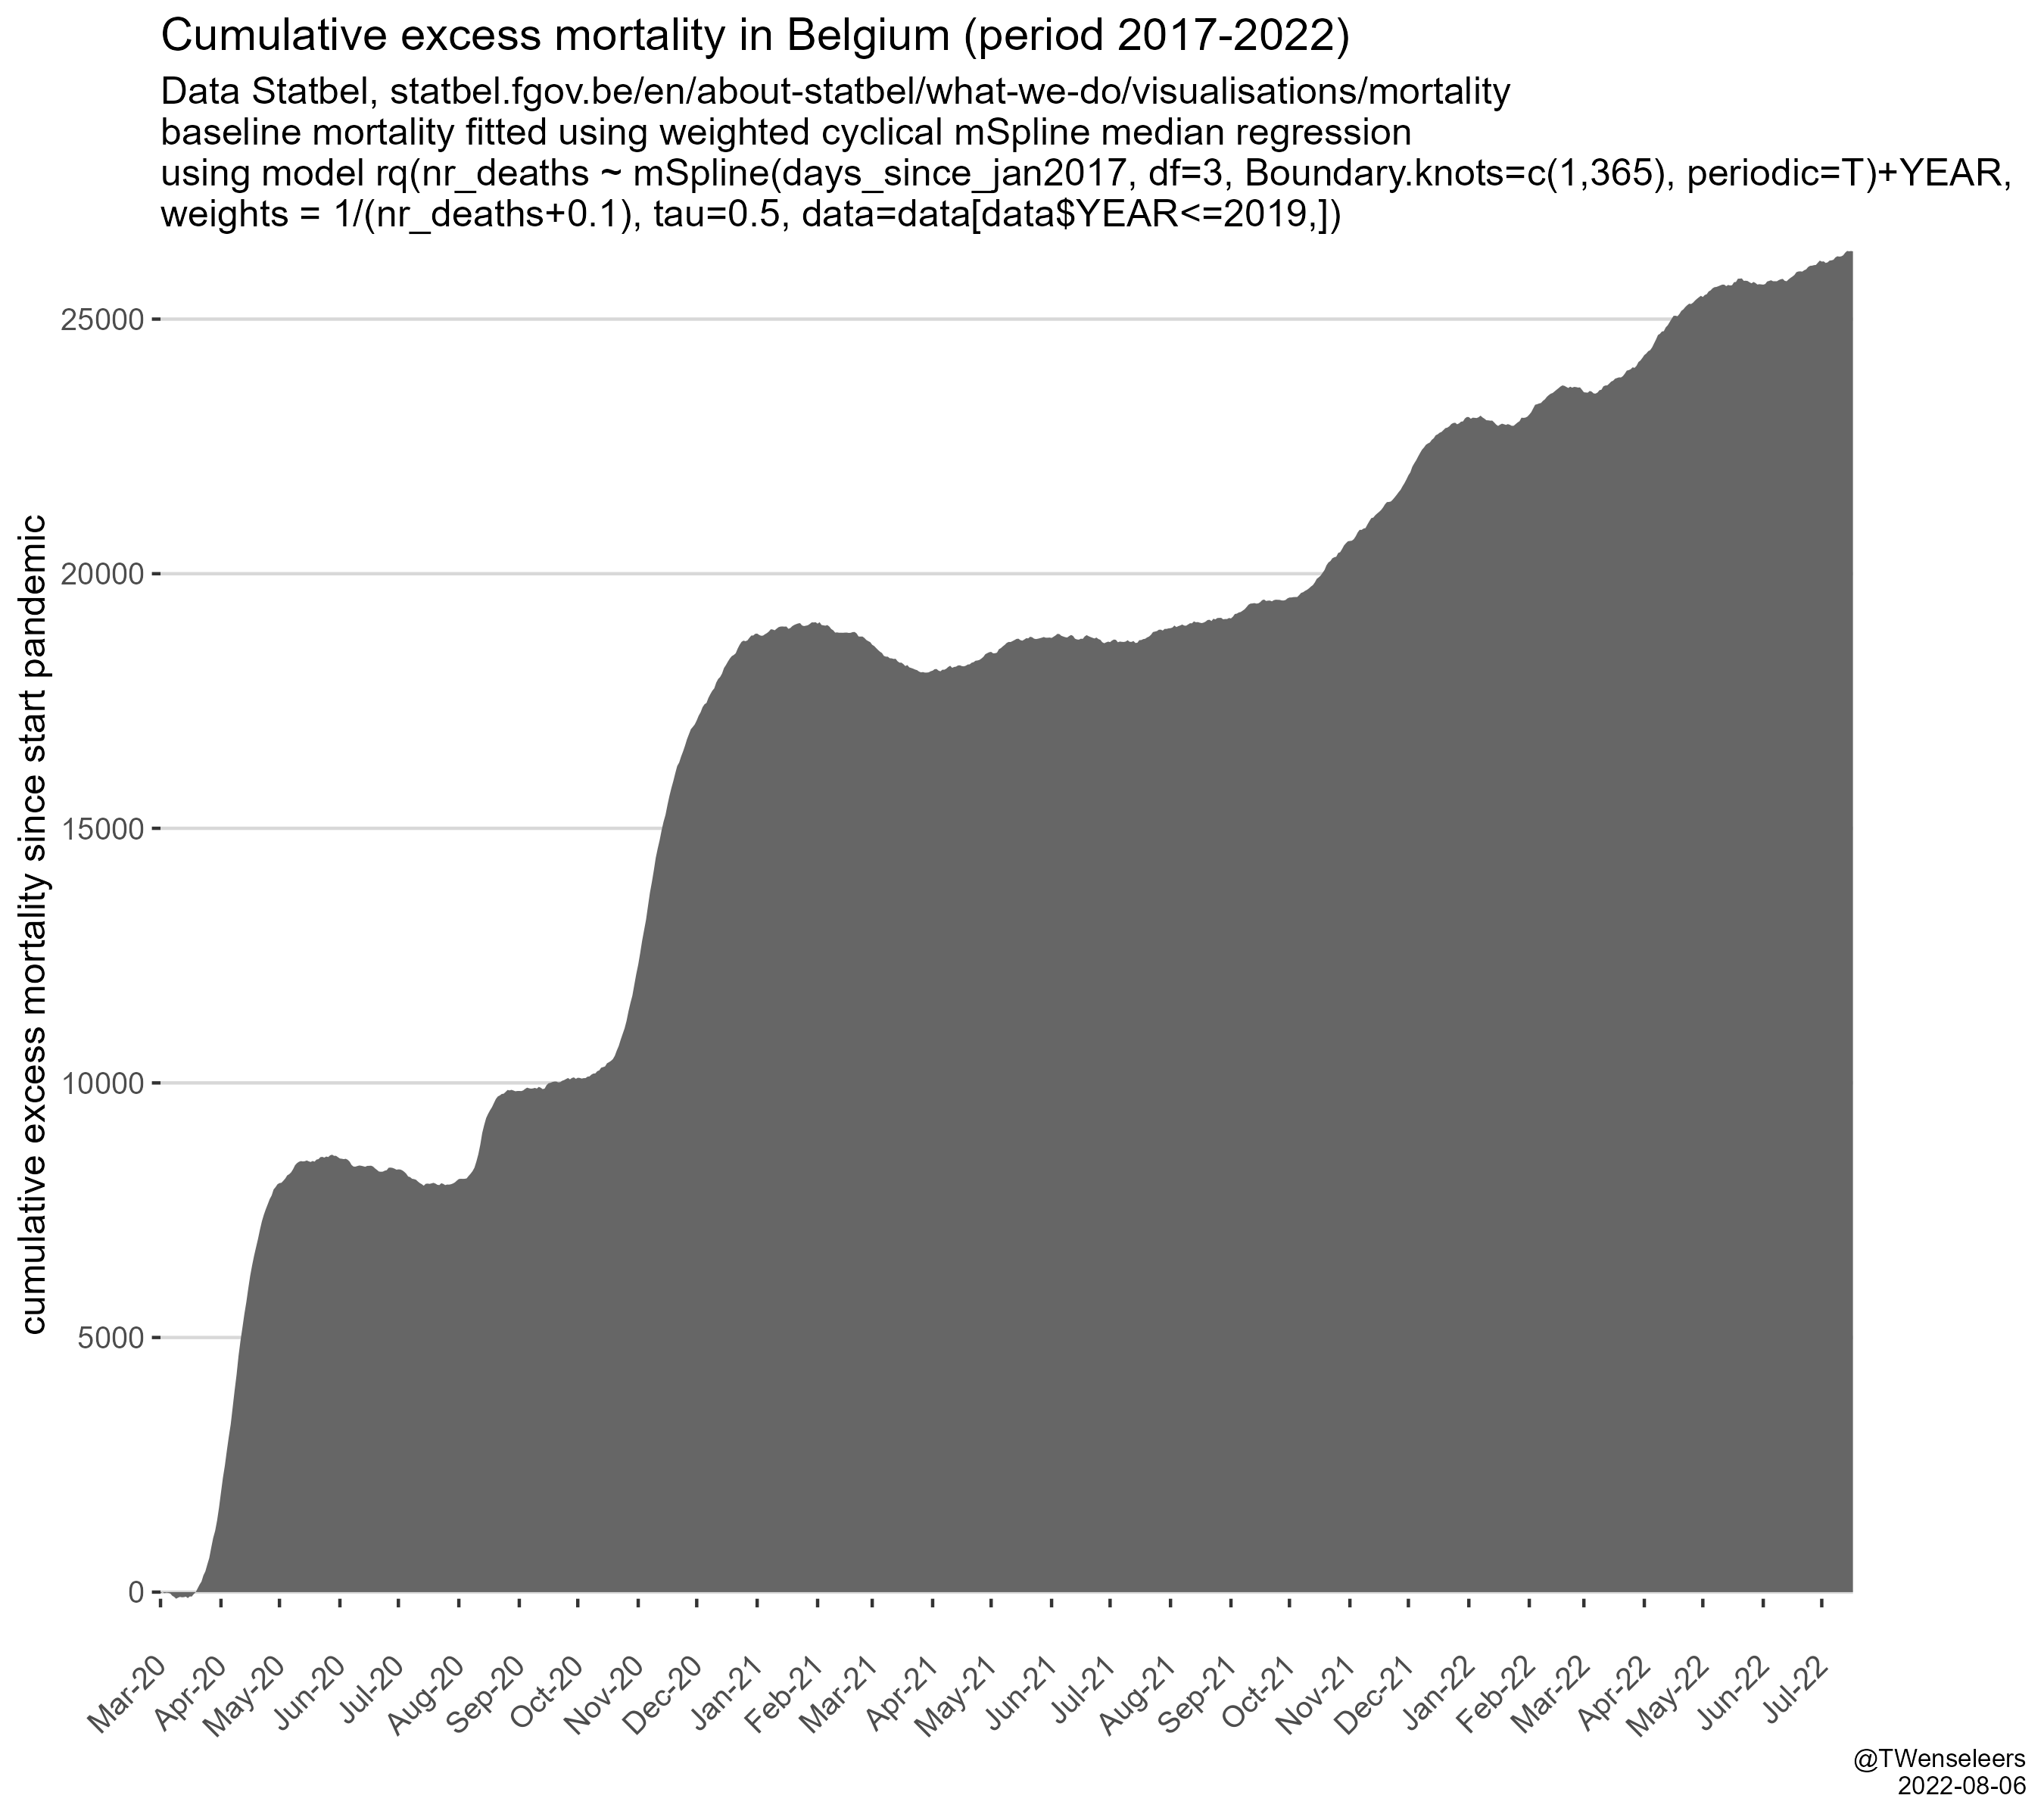 Cumulative excess mortality in Belgium (period 2017-2022)
Data Statbel, statbel.fgov.be/en/about-statbel/what-we-do/visualisations/mortality
baseline mortality fitted using weighted cyclical mSpline median regression
using model rq(nr_deaths ~ mSpline(days_since_jan2017, df=3, Boundary.knots=c(1,365), periodic=T)+YEAR,
weights = 1/(nr_deaths+0.1), tau=0.5, data=data[data$YEAR<=2019,])
cumulative excess mortality since start pandemic
25000
20000
15000
10000
5000
0
Mar-20
Apr-20
May-20
Jun-20
Jul-20
Aug-20
Sep-20
Oct-20
Nov-20
Dec-20
Jan-21
Feb-21
Mar-21
Apr-21
May-21
Jun-21
Jul-21
Aug-21
Sep-21
Oct-21
Nov-21
Dec-21
Jan-22
Feb-22
Mar-22
Apr-22
May-22
Jun-22
Jul-22
@TWenseleers
2022-08-06